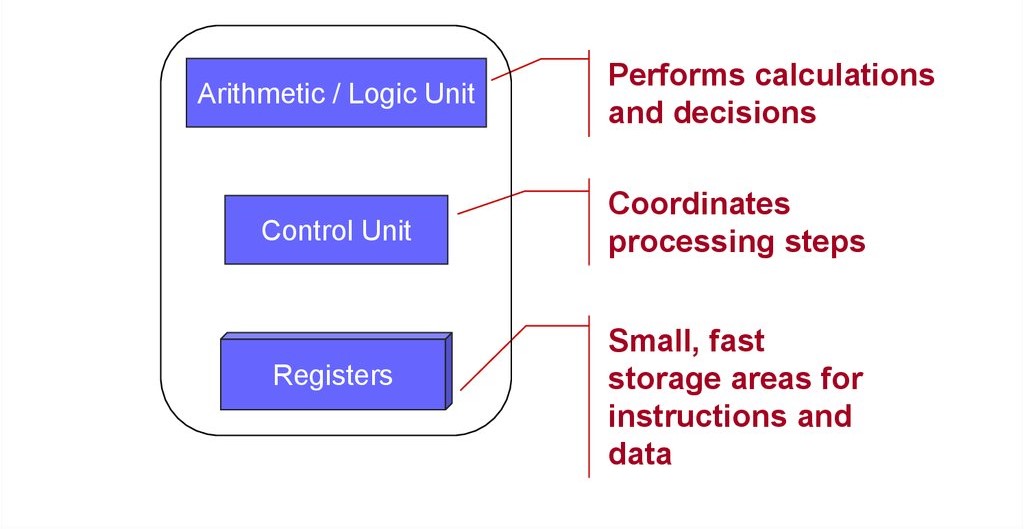 Arithmetic / Logic Unit
Performs calculations
and decisions
Control Unit
Coordinates
processing steps
Registers
Small, fast
storage areas for
instructions and
data